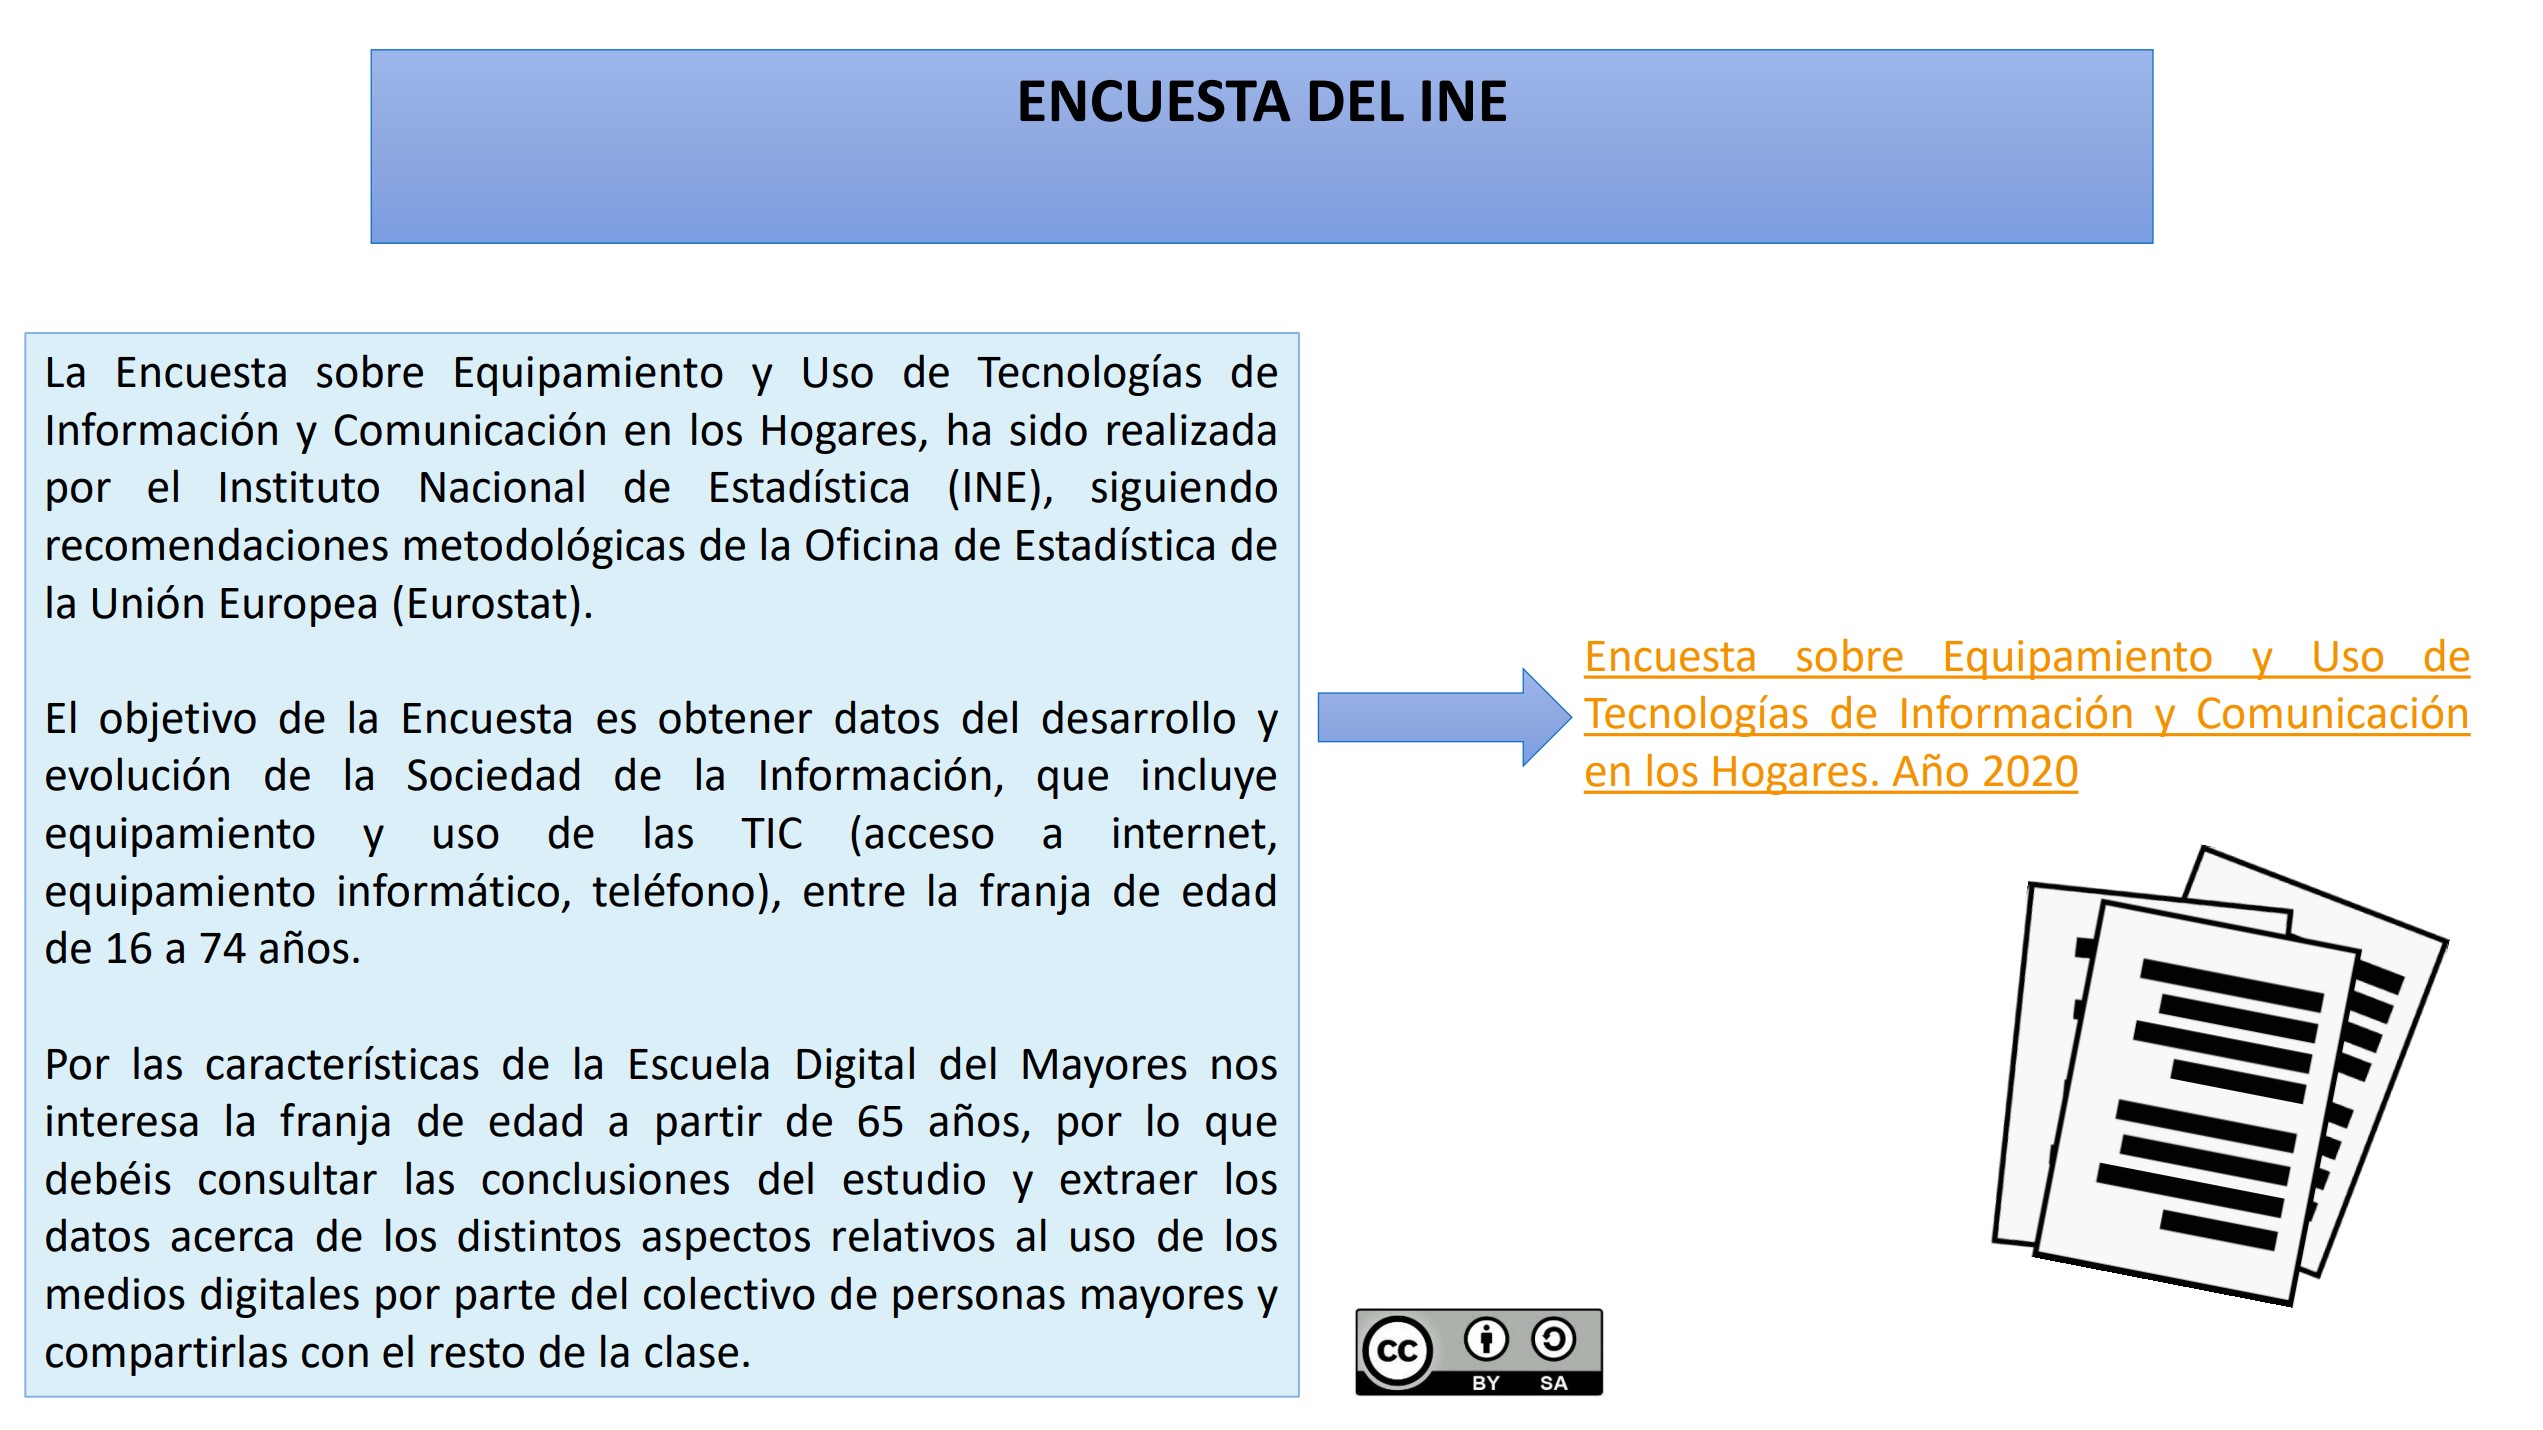 ENCUESTA DEL INE
La Encuesta sobre Equipamiento y Uso de Tecnologías de
Información y Comunicación en los Hogares, ha sido realizada
por el Instituto Nacional de Estadística (INE), siguiendo
recomendaciones metodológicas de la Oficina de Estadística de
la Unión Europea (Eurostat).
El objetivo de la Encuesta es obtener datos del desarrollo y
evolución de la Sociedad de la Información, que incluye
equipamiento y uso de las TIC (acceso a internet,
equipamiento informático, teléfono), entre la franja de edad
de 16 a 74 años.
Por las características de la Escuela Digital del Mayores nos
interesa la franja de edad a partir de 65 años, por lo que
debéis consultar las conclusiones del estudio y extraer los
datos acerca de los distintos aspectos relativos al uso de los
medios digitales por parte del colectivo de personas mayores y
compartirlas con el resto de la clase.
Encuesta sobre Equipamiento y Uso de
Tecnologías de Información y Comunicación
en los Hogares. Año 2020
CC
BY SA